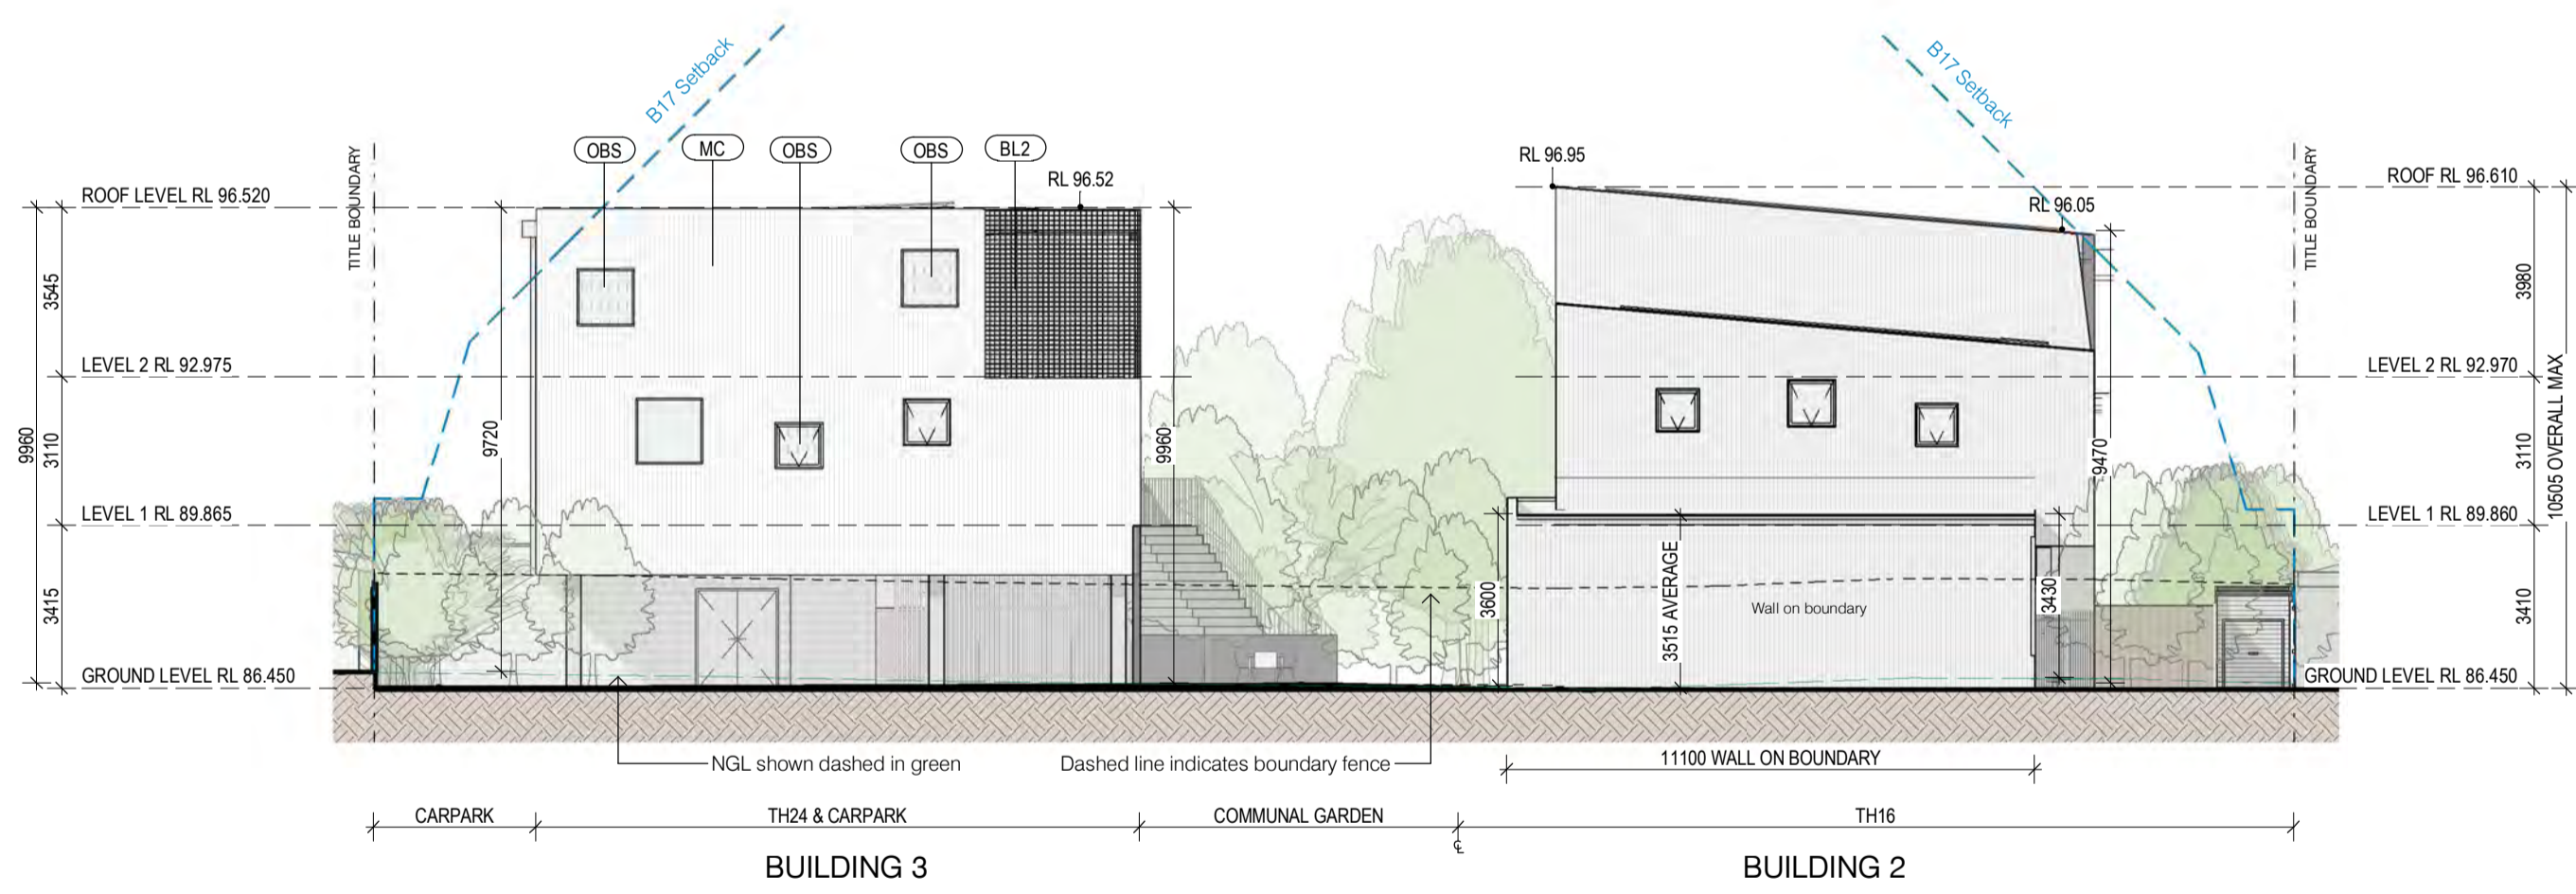 B17 Setback
B17 Setback
TITLE BOUNDARY
OBS
MC
OBS
OBS
BL2
RL 96.52
RL 96.95
RL 96.05
TITLE BOUNDARY
ROOF LEVEL RL 96.520
ROOF RL 96.610
LEVEL 2 RL 92.975
LEVEL 2 RL 92.970
LEVEL 1 RL 89.865
LEVEL 1 RL 89.860
GROUND LEVEL RL 86.450
GROUND LEVEL RL 86.450
9960
3545
3110
3415
9720
9960
3600
3515 AVERAGE
Wall on boundary
3430
9470
3980
3110
3410
10505 OVERALL MAX
NGL shown dashed in green
Dashed line indicates boundary fence
11100 WALL ON BOUNDARY
CARPARK
TH24 & CARPARK
COMMUNAL GARDEN
TH16
BUILDING 3
BUILDING 2